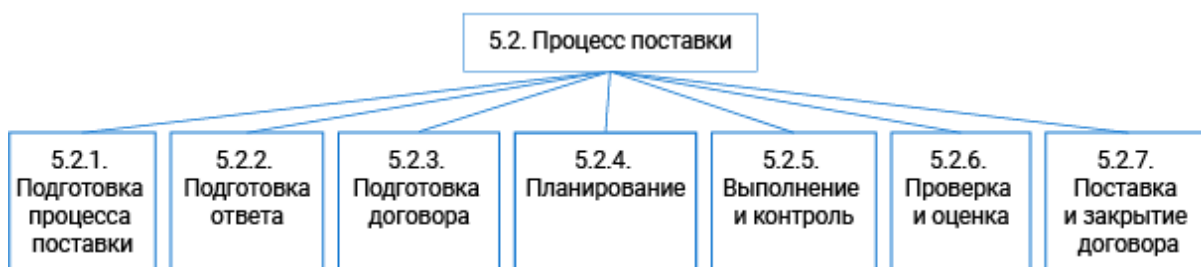 5.2. Процесс поставки
5.2.1.
Подготовка
процесса
поставки
5.2.2.
Подготовка
ответа
5.2.3.
Подготовка
договора
5.2.4.
Планирование
5.2.5.
Выполнение
и контроль
5.2.6.
Проверка
и оценка
5.2.7.
Поставка
и закрытие
договора